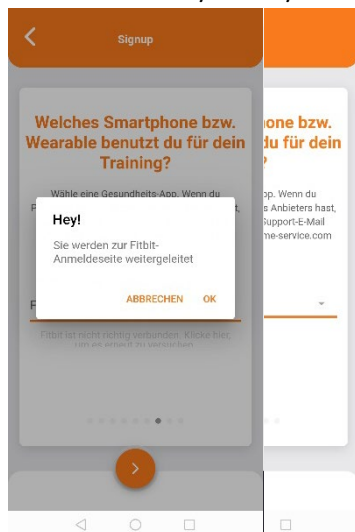 Signup
Welches Smartphone bzw.
Wearable benutzt du für dein
Training?
Wähle eine Gesundheits-App. Wenn du
Hey!
Sie werden zur Fitbit-
Anmeldeseite weitergeleitet
ABBRECHEN OK
F
Fitbit ist nicht richtig verbunden. Klicke hier,
um es erneut zu versuchen
one bzw.
du für dein
?
pp. Wenn du
s Anbieters hast,
Support-E-Mail
me-service.com